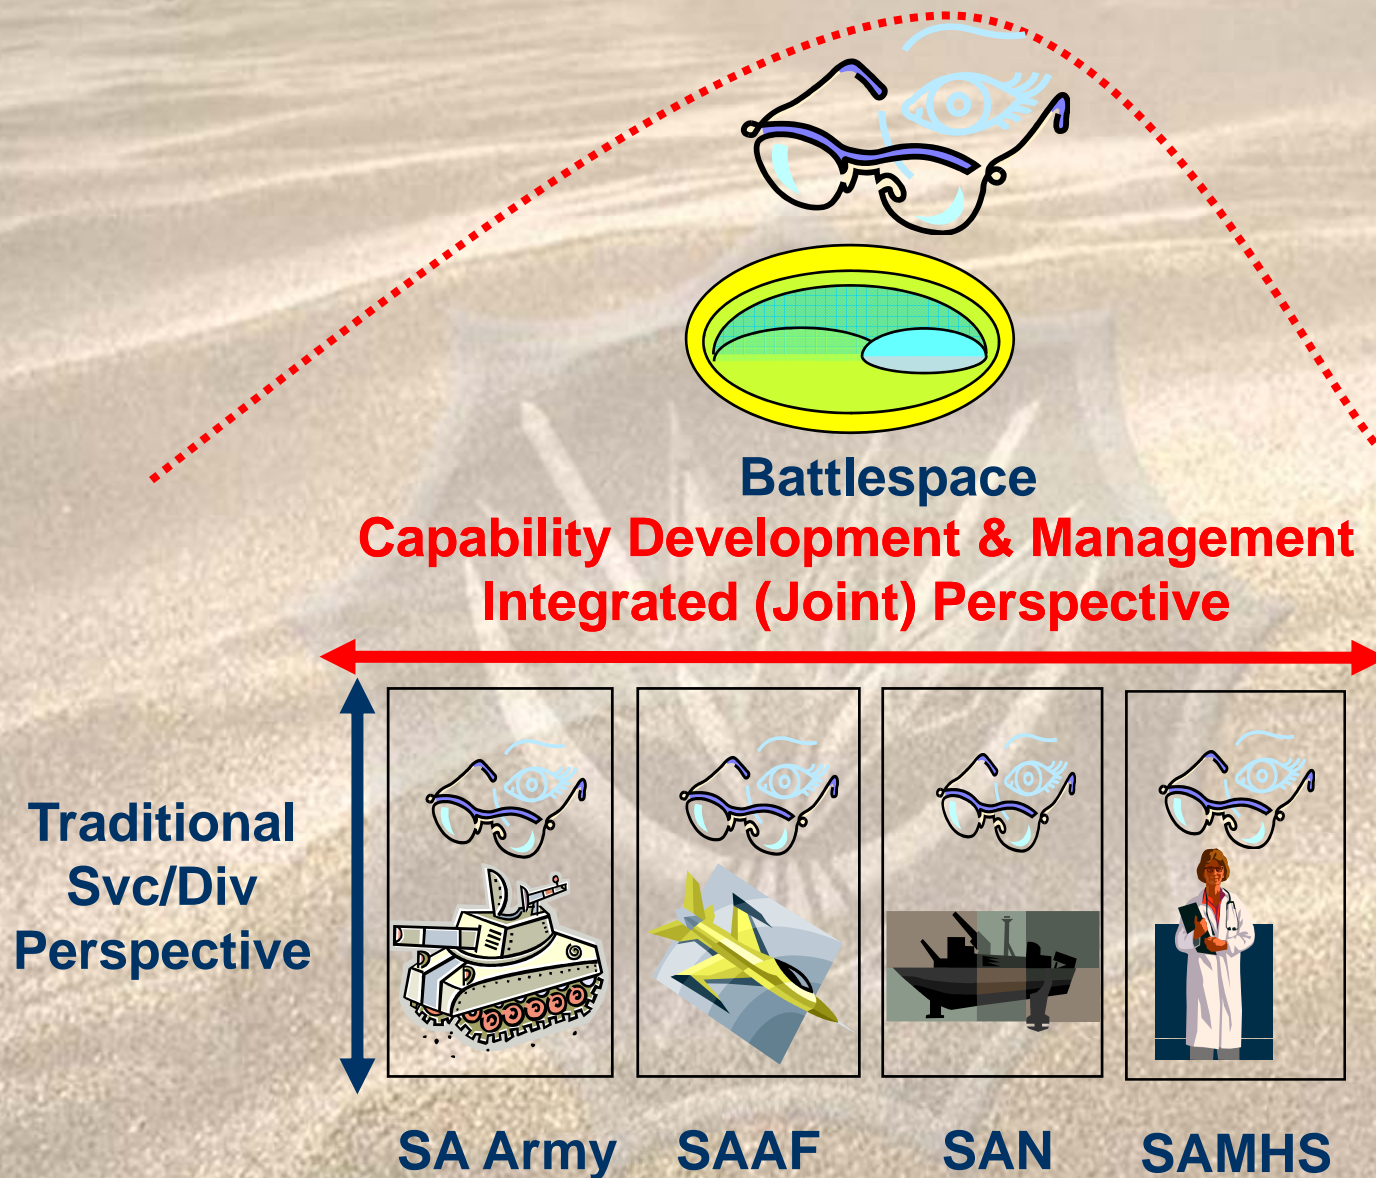 Battlespace
Capability Development & Management
Integrated (Joint) Perspective
Traditional
Svc/Div
Perspective
SA Army
SAAF
SAN
SAMHS